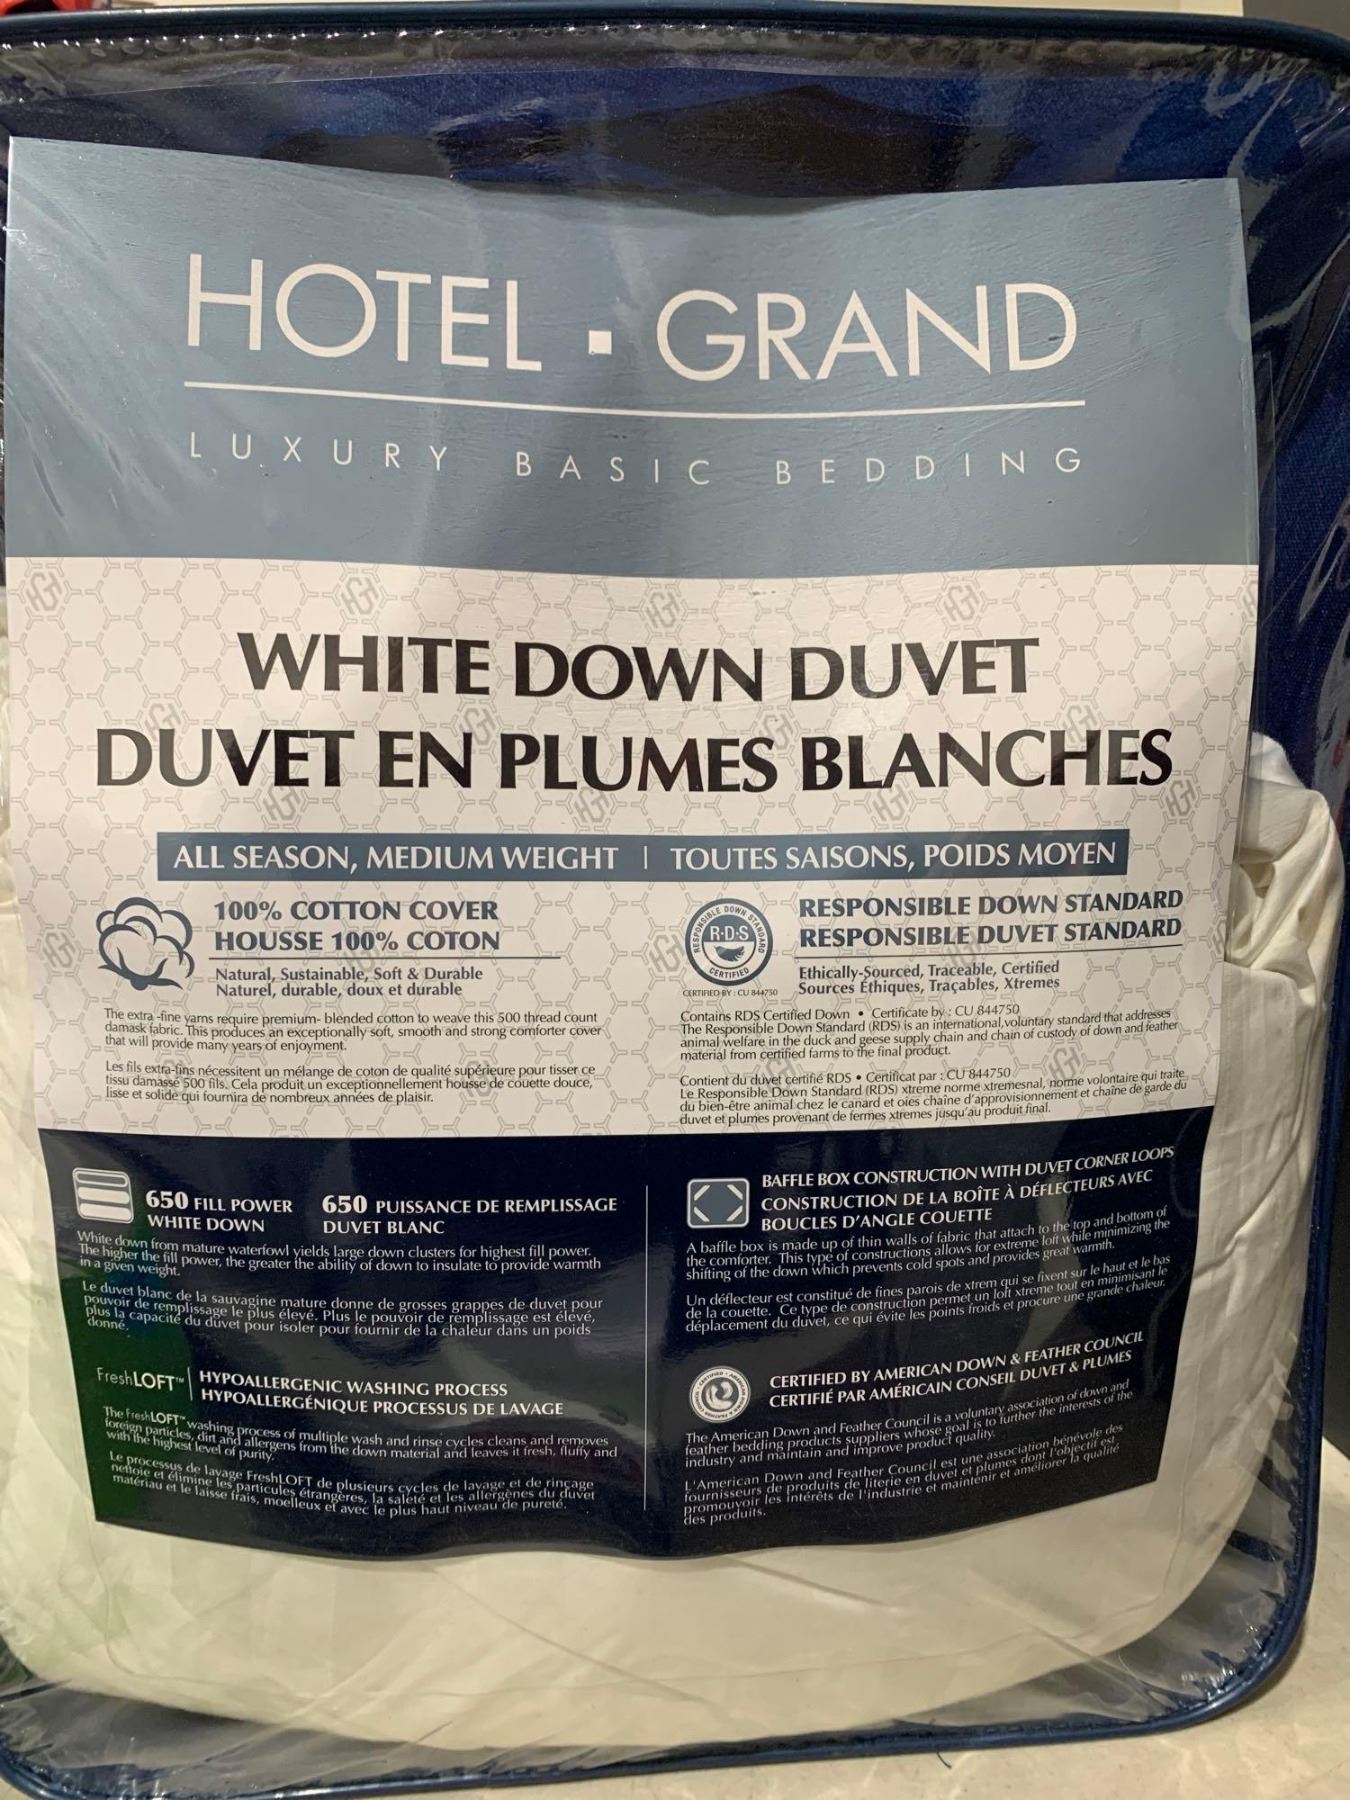 HOTEL ▪ GRAND
LUXURY BASIC BEDDING
WHITE DOWN DUVET
DUVET EN PLUMES BLANCHES
ALL SEASON, MEDIUM WEIGHT | TOUTES SAISONS, POIDS MOYEN
100% COTTON COVER
HOUSSE 100% COTON
Natural, Sustainable, Soft & Durable
Naturel, durable, doux et durable
The extra -fine yarns require premium- blended cotton to weave this 500 thread count
damask fabric. This produces an exceptionally soft, smooth and strong comforter cover
that will provide many years of enjoyment.
Les fils extra-fins nécessitent un mélange de coton de qualité supérieure pour tisser ce
tissu damassé 500 fils. Cela produit un exceptionnellement housse de couette douce,
lisse et solide qui fournira de nombreux années de plaisir.
RESPONSIBLE DOWN STANDARD
R·D·S
CERTIFIED
CERTIFIED BY : CU 844750
RESPONSIBLE DOWN STANDARD
RESPONSIBLE DUVET STANDARD
Ethically-Sourced, Traceable, Certified
Sources Éthiques, Traçables, Xtremes
Contains RDS Certified Down • Certificate by : CU 844750
The Responsible Down Standard (RDS) is an international,voluntary standard that addresses
animal welfare in the duck and geese supply chain and chain of custody of down and feather
material from certified farms to the final product.
Contient du duvet certifié RDS • Certificat par : CU 844750
Le Responsible Down Standard (RDS) xtreme norme xtremesnal, norme volontaire qui traite
du bien-être animal chez le canard et oies chaîne d'approvisionnement et chaîne de garde du
duvet et plumes provenant de fermes xtremes jusqu'au produit final.
650 FILL POWER
WHITE DOWN
650 PUISSANCE DE REMPLISSAGE
DUVET BLANC
White down from mature waterfowl yields large down clusters for highest fill power.
The higher the fill power, the greater the ability of down to insulate to provide warmth
in a given weight.
Le duvet blanc de la sauvagine mature donne de grosses grappes de duvet pour
pouvoir de remplissage le plus élevé. Plus le pouvoir de remplissage est élevé,
plus la capacité du duvet pour isoler pour fournir de la chaleur dans un poids
donné.
BAFFLE BOX CONSTRUCTION WITH DUVET CORNER LOOPS
CONSTRUCTION DE LA BOÎTE À DÉFLECTEURS AVEC
BOUCLES D'ANGLE COUETTE
A baffle box is made up of thin walls of fabric that attach to the top and bottom of
the comforter. This type of constructions allows for extreme loft while minimizing the
shifting of the down which prevents cold spots and provides great warmth.
Un déflecteur est constitué de fines parois de xtrem qui se fixent sur le haut et le bas
de la couette. Ce type de construction permet un loft xtreme tout en minimisant le
déplacement du duvet, ce qui évite les points froids et procure une grande chaleur.
FreshLOFT™
HYPOALLERGENIC WASHING PROCESS
HYPOALLERGÉNIQUE PROCESSUS DE LAVAGE
The FreshLOFT™ washing process of multiple wash and rinse cycles cleans and removes
foreign particles, dirt and allergens from the down material and leaves it fresh, fluffy and
with the highest level of purity.
Le processus de lavage FreshLOFT de plusieurs cycles de lavage et de rinçage
nettoie et élimine les particules étrangères, la saleté et les allergènes du duvet
matériau et le laisse frais, moelleux et avec le plus haut niveau de pureté.
CERTIFIED BY AMERICAN DOWN & FEATHER COUNCIL
CERTIFIÉ PAR AMÉRICAIN CONSEIL DUVET & PLUMES
The American Down and Feather Council is a voluntary association of down and
feather bedding products suppliers whose goal is to further the interests of the
industry and maintain and improve product quality.
L'American Down and Feather Council est une association bénévole des
fournisseurs de produits de literie en duvet et plumes dont l'objectif est
promouvoir les intérêts de l'industrie et maintenir et améliorer la qualité
des produits.